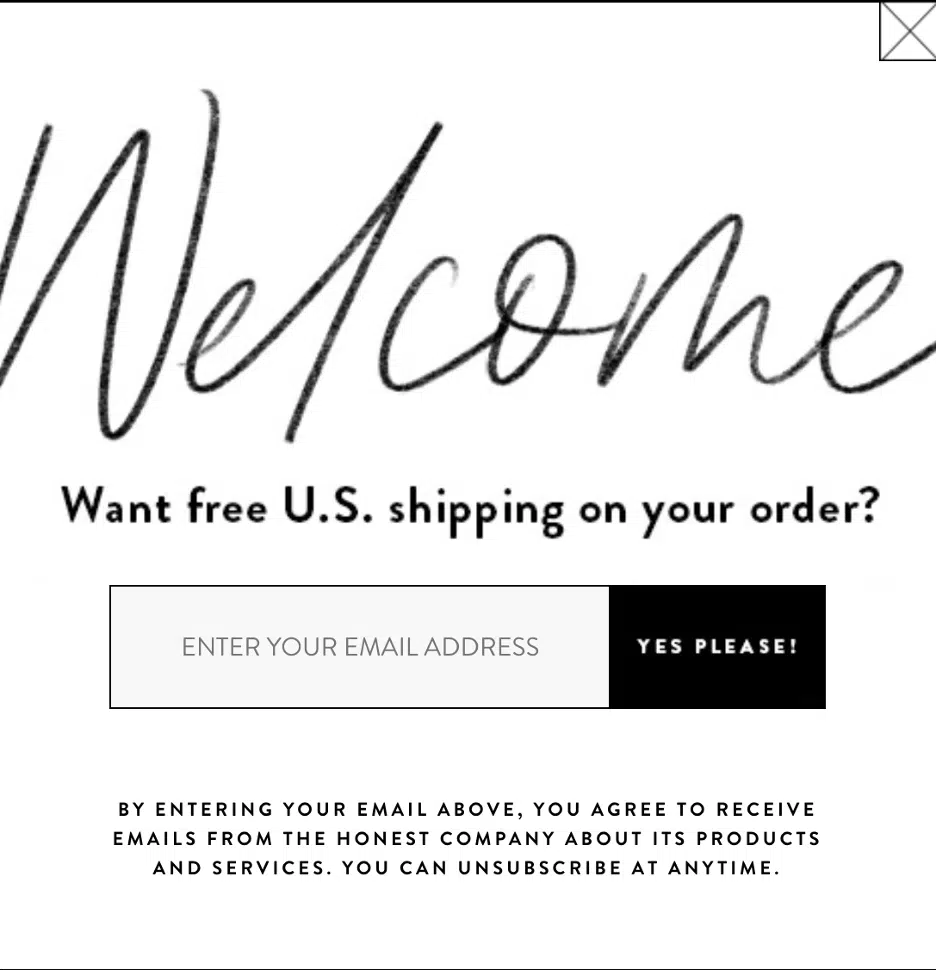 Welcome
Want free U.S. shipping on your order?
ENTER YOUR EMAIL ADDRESS
YES PLEASE!
BY ENTERING YOUR EMAIL ABOVE, YOU AGREE TO RECEIVE
EMAILS FROM THE HONEST COMPANY ABOUT ITS PRODUCTS
AND SERVICES. YOU CAN UNSUBSCRIBE AT ANYTIME.